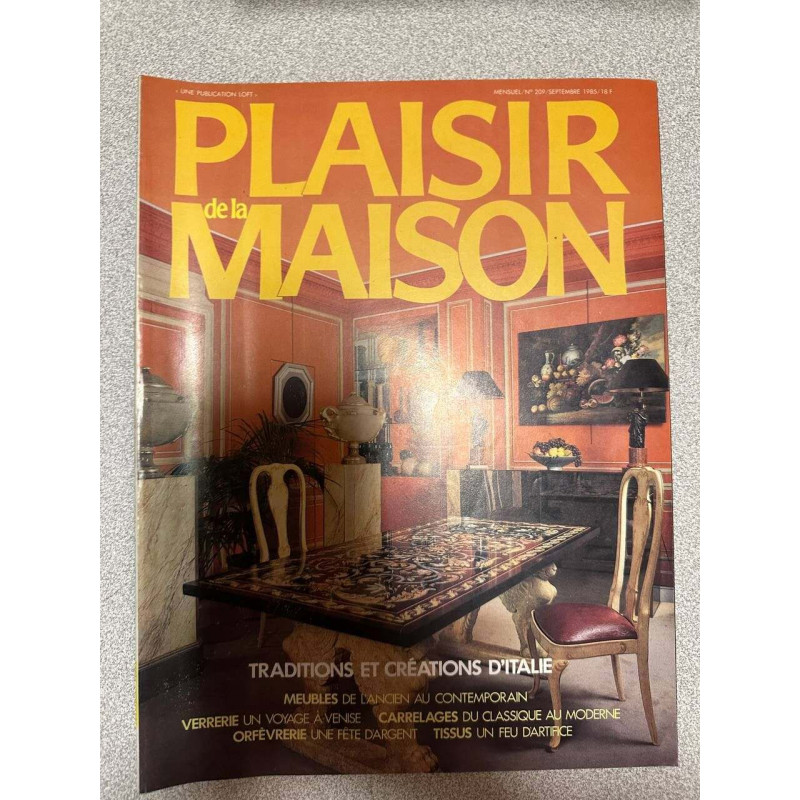 « UNE PUBLICATION LOFT »
MENSUEL/N° 209/SEPTEMBRE 1985/18 F
PLAISIR
de la
MAISON
TRADITIONS ET CRÉATIONS D'ITALIE
MEUBLES DE L'ANCIEN AU CONTEMPORAIN
VERRERIE UN VOYAGE À VENISE CARRELAGES DU CLASSIQUE AU MODERNE
ORFÈVRERIE UNE FÊTE D'ARGENT TISSUS UN FEU D'ARTIFICE